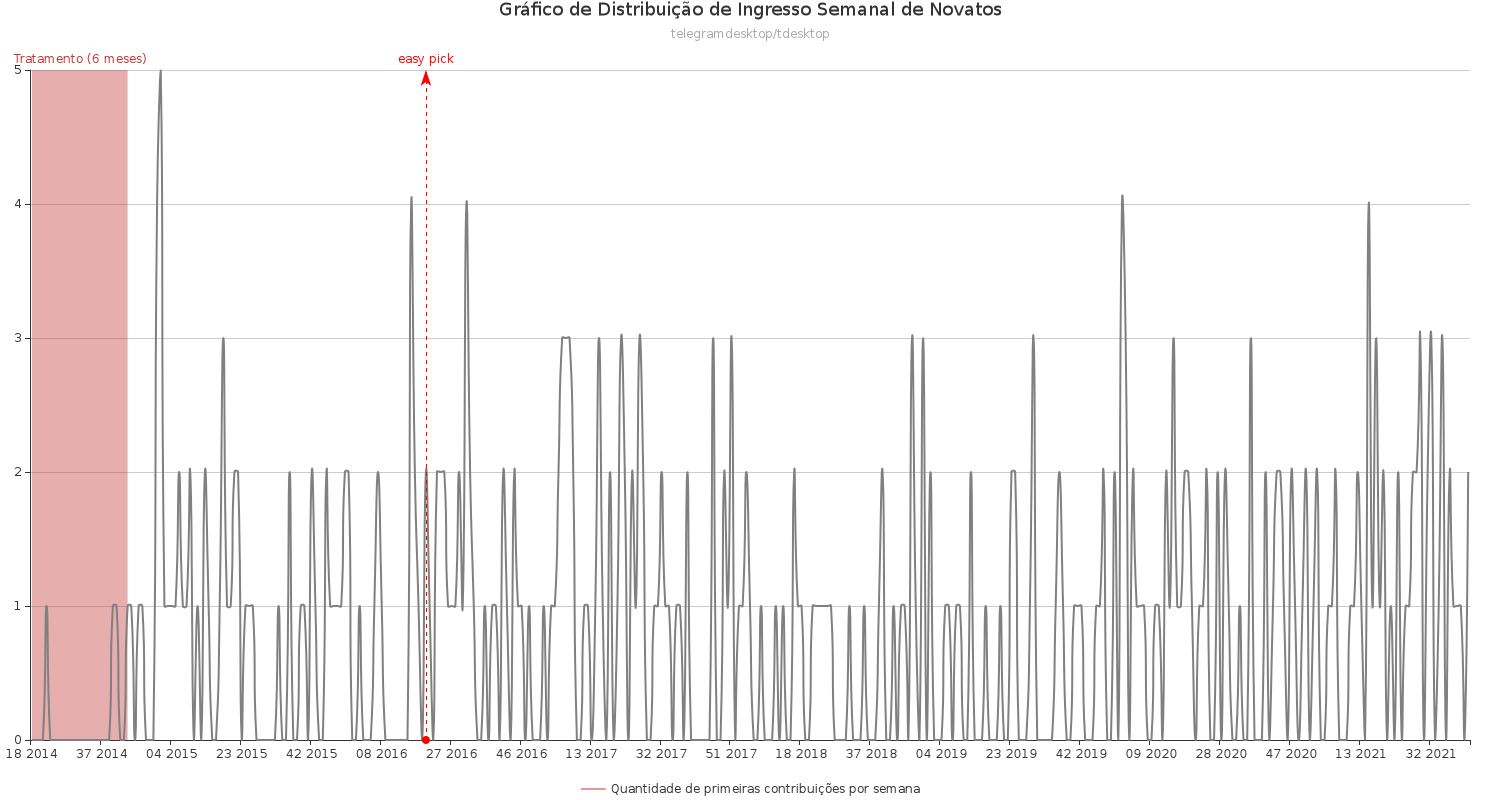 Gráfico de Distribuição de Ingresso Semanal de Novatos
telegramdesktop/tdesktop
Tratamento (6 meses)
easy pick
5
4
3
2
1
0
18 2014 37 2014 04 2015 23 2015 42 2015 08 2016 27 2016 46 2016 13 2017 32 2017 51 2017 18 2018 37 2018 04 2019 23 2019 42 2019 09 2020 28 2020 47 2020 13 2021 32 2021
Quantidade de primeiras contribuições por semana